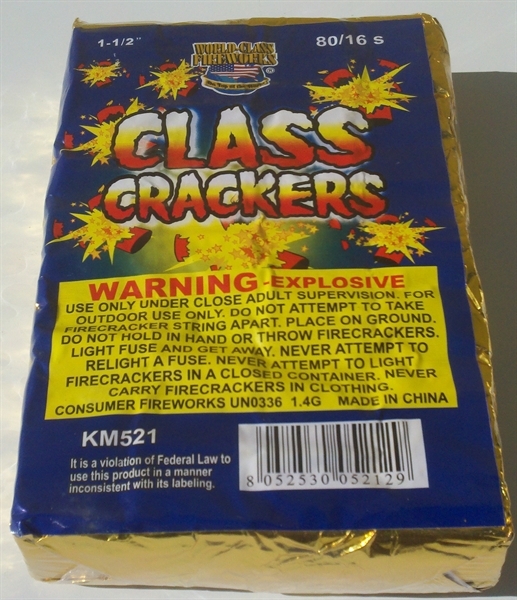 1-1/2"
80/16 s
WORLD CLASS
FIREWORKS
®
CLASS
CRACKERS
WARNING -EXPLOSIVE
USE ONLY UNDER CLOSE ADULT SUPERVISION. FOR
OUTDOOR USE ONLY. DO NOT ATTEMPT TO TAKE
FIRECRACKER STRING APART. PLACE ON GROUND.
DO NOT HOLD IN HAND OR THROW FIRECRACKERS.
LIGHT FUSE AND GET AWAY. NEVER ATTEMPT TO
RELIGHT A FUSE. NEVER ATTEMPT TO LIGHT
FIRECRACKERS IN A CLOSED CONTAINER. NEVER
CARRY FIRECRACKERS IN CLOTHING.
CONSUMER FIREWORKS UN0336 1.4G MADE IN CHINA
KM521
It is a violation of Federal Law to
use this product in a manner
inconsistent with its labeling.
8 052530 052129